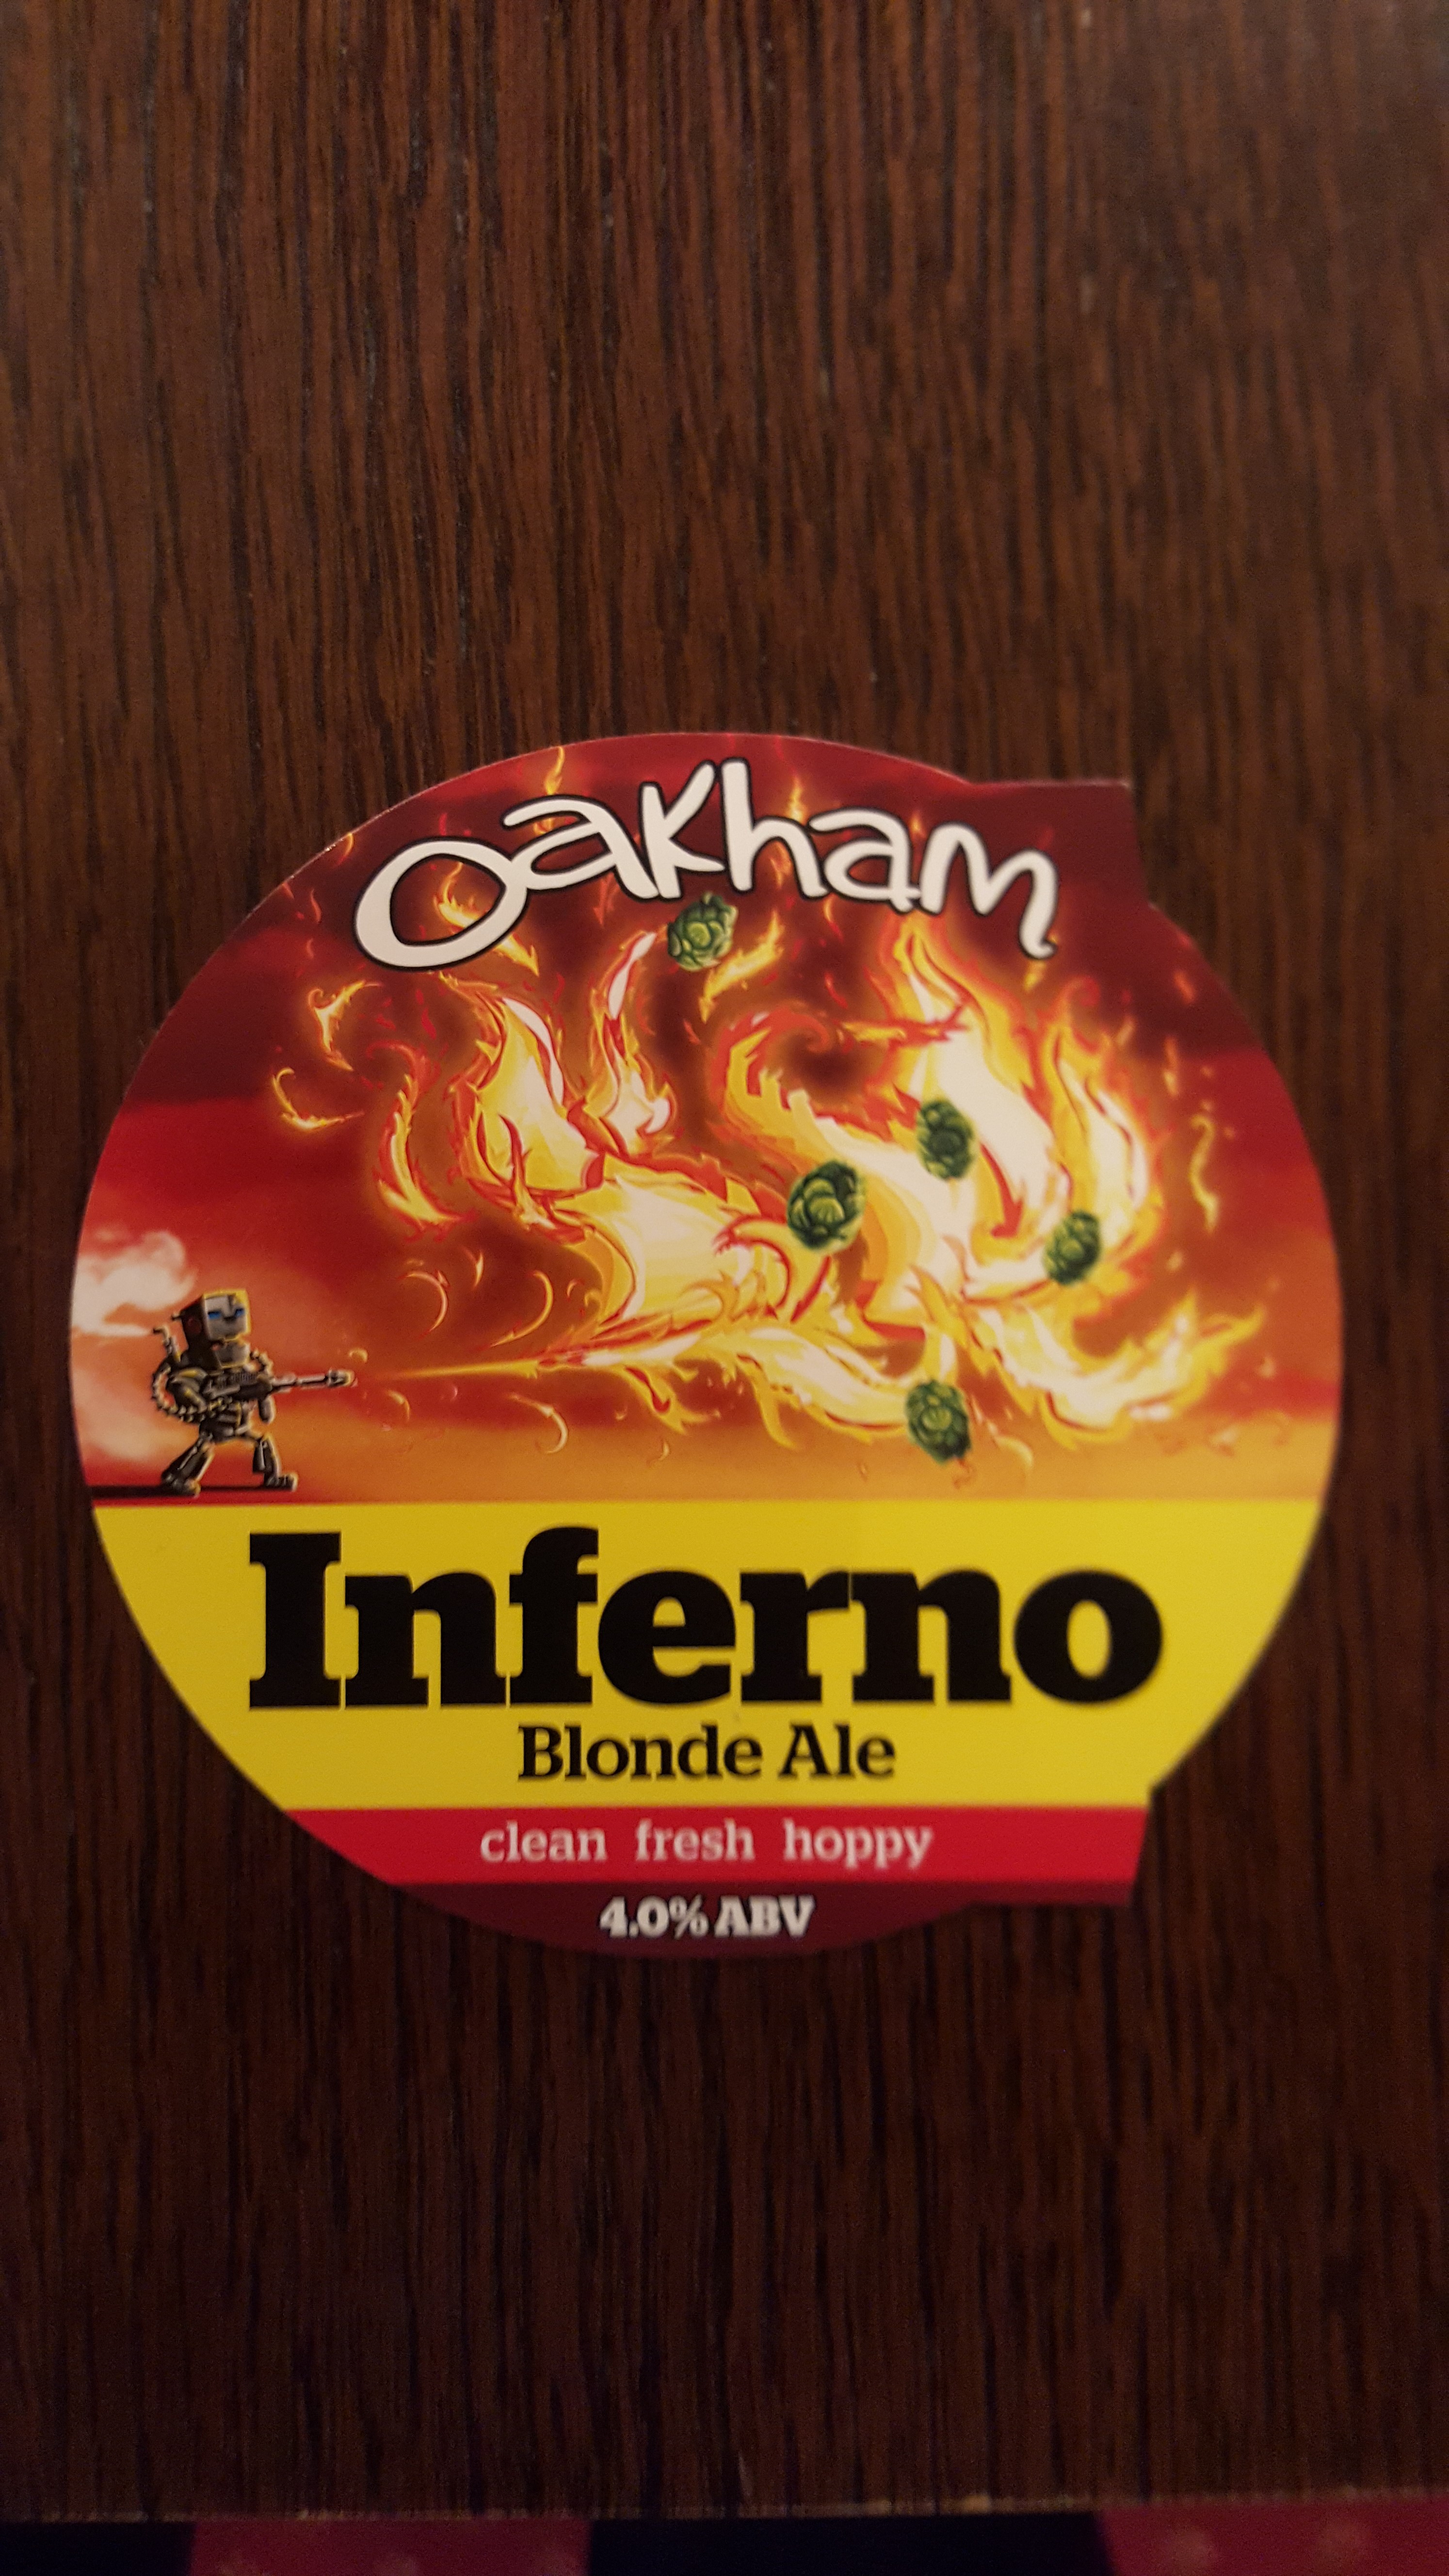 Oakham
Inferno
Blonde Ale
clean fresh hoppy
4.0% ABV